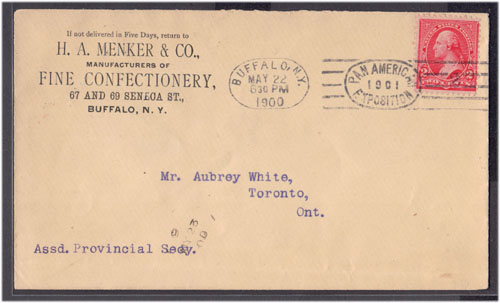 If not delivered in Five Days, return to
H. A. MENKER & CO.,
MANUFACTURERS OF
FINE CONFECTIONERY,
67 AND 69 SENECA ST.,
BUFFALO, N. Y.
BUFFALO, N.Y.
MAY 22
630 PM
1900
PAN AMERICAN
1901
EXPOSITION
Mr. Aubrey White,
Toronto,
Ont.
Assd. Provincial Secy.